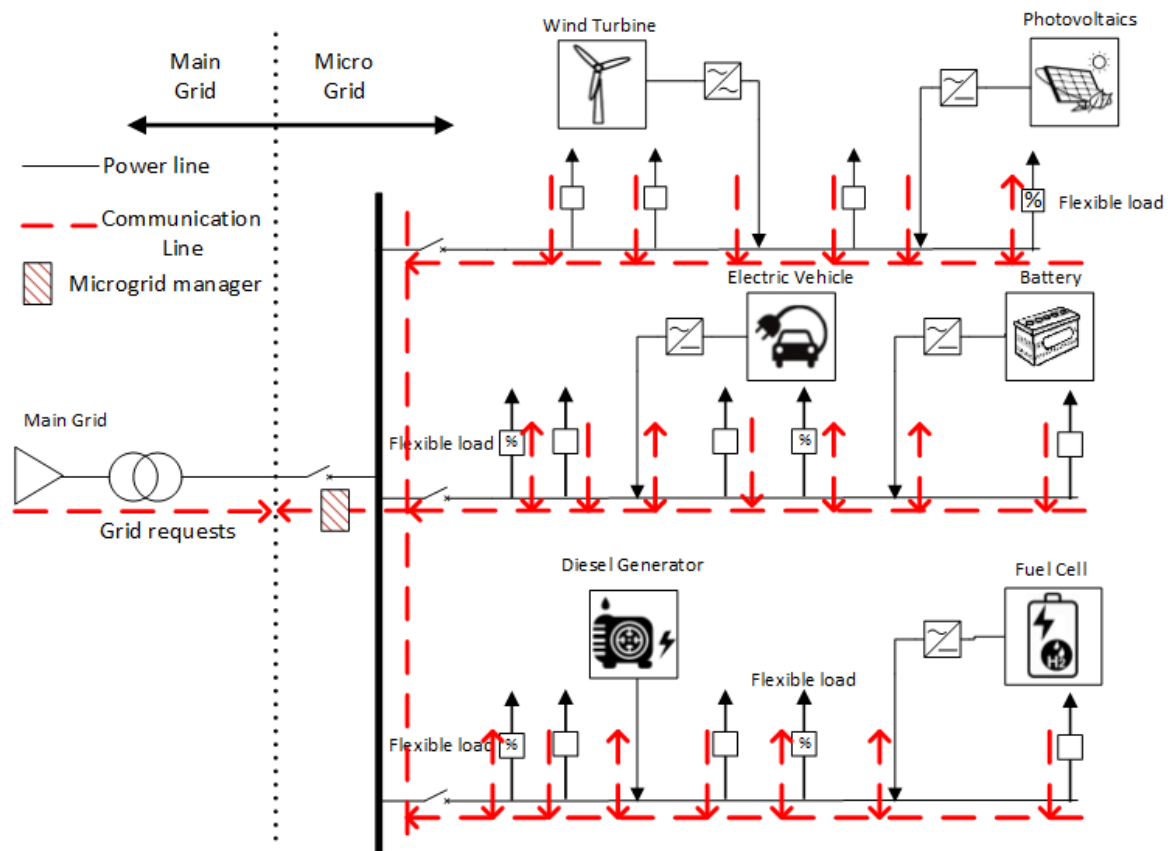 Wind Turbine
Photovoltaics
Main
Grid
Micro
Grid
Power line
Communication
Line
Microgrid manager
%
Flexible load
Electric Vehicle
Battery
Main Grid
Flexible load
%
%
Grid requests
Diesel Generator
Fuel Cell
H2
Flexible load
Flexible load
%
%